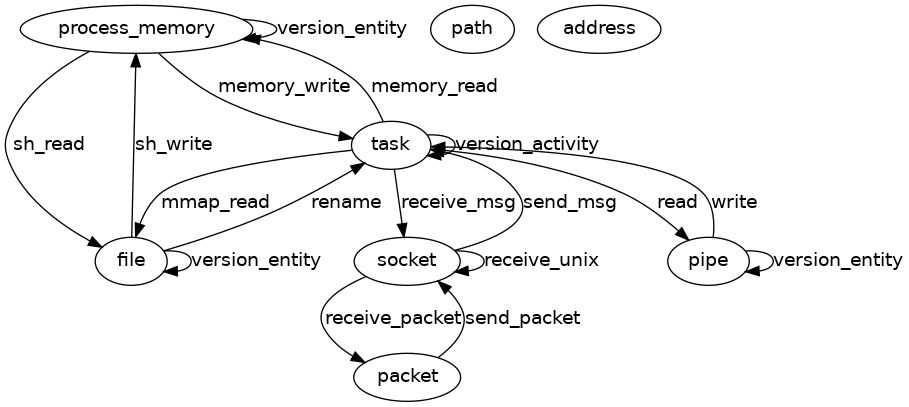 process_memory
version_entity
path
address
memory_write
memory_read
sh_read
sh_write
task
version_activity
mmap_read
rename
receive_msg
send_msg
read
write
file
version_entity
socket
receive_unix
pipe
version_entity
receive_packet
send_packet
packet